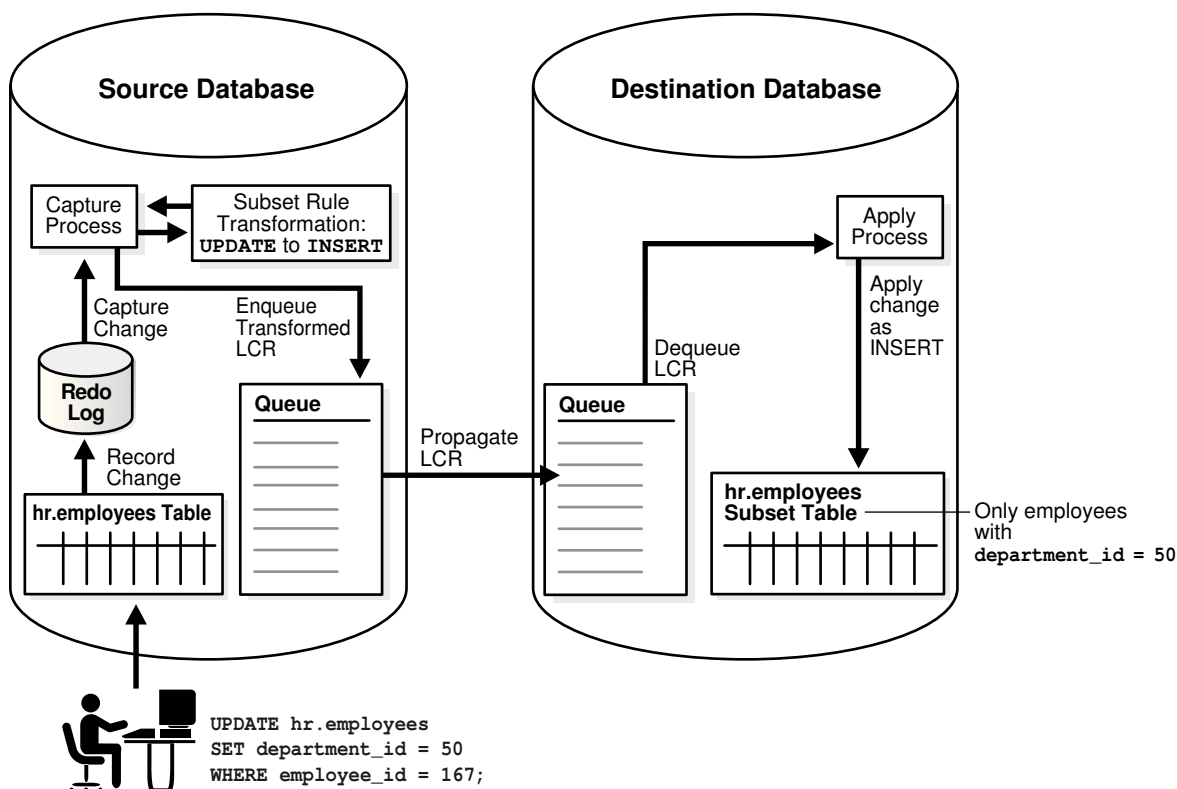 Source Database
Destination Database
Capture
Process
Subset Rule
Transformation:
UPDATE to INSERT
Apply
Process
Capture
Change
Enqueue
Transformed
LCR
Apply
change
as
INSERT
Dequeue
LCR
Redo
Log
Queue
Queue
Propagate
LCR
Record
Change
hr.employees Table
hr.employees
Subset Table
Only employees
with
department_id = 50
UPDATE hr.employees
SET department_id = 50
WHERE employee_id = 167;